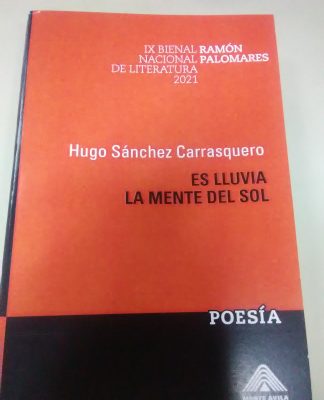 IX BIENAL RAMÓN
NACIONAL PALOMARES
DE LITERATURA
2021
Hugo Sánchez Carrasquero
ES LLUVIA
LA MENTE DEL SOL
POESÍA
MONTE ÁVILA